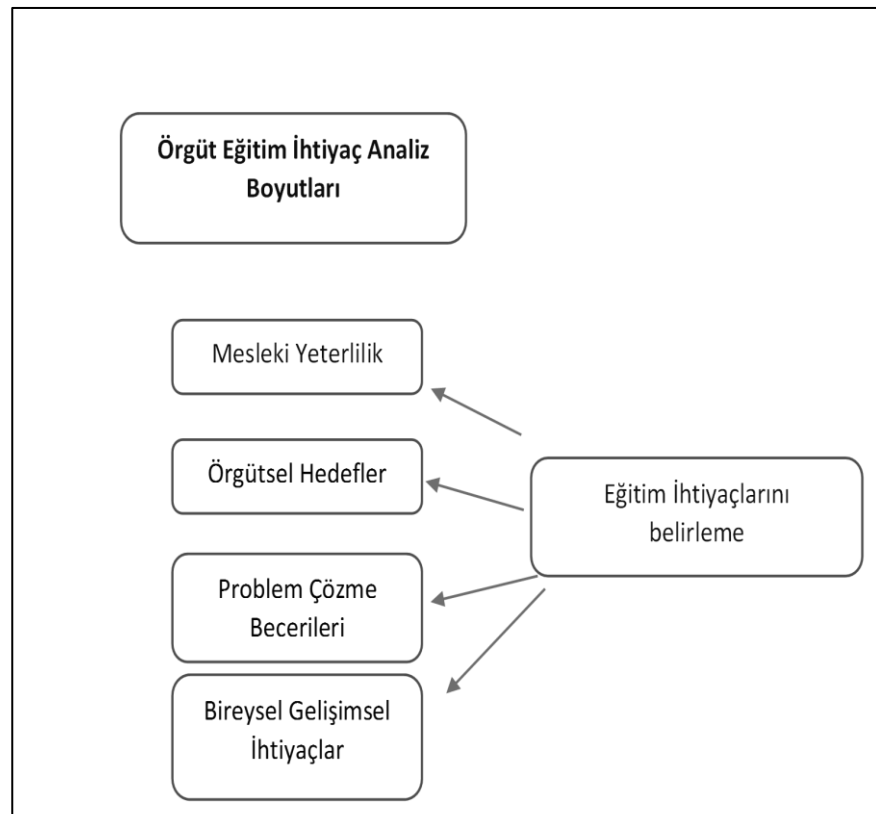 Örgüt Eğitim İhtiyaç Analiz
Boyutları
Mesleki Yeterlilik
Örgütsel Hedefler
Eğitim İhtiyaçlarını
belirleme
Problem Çözme
Becerileri
Bireysel Gelişimsel
İhtiyaçlar